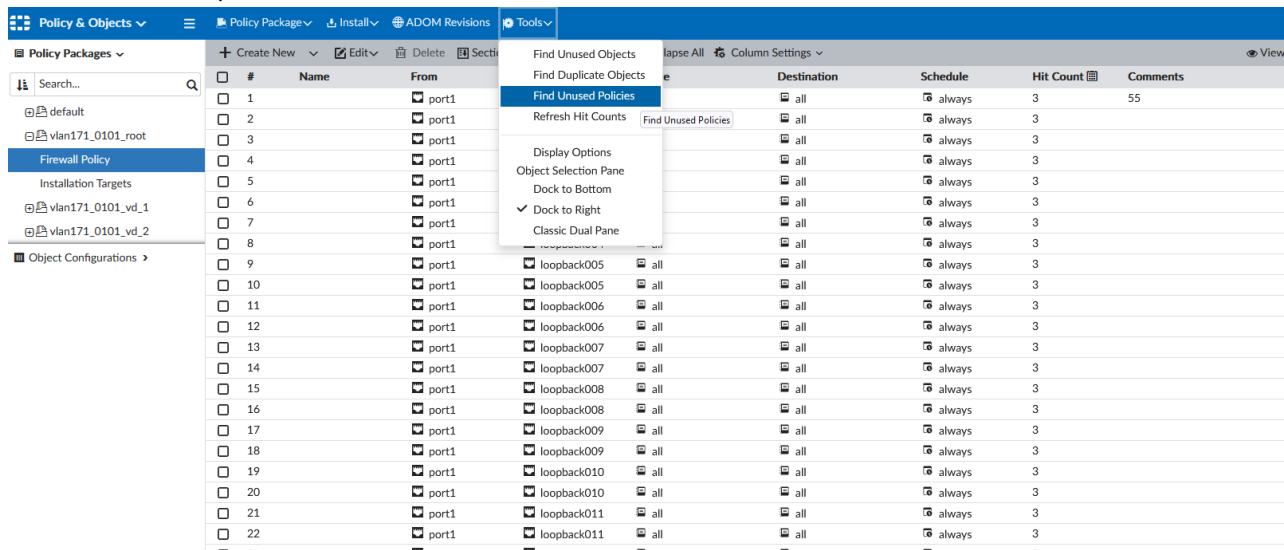 Policy & Objects Policy Package Install ADOM Revisions Tools
Policy Packages Create New Edit Delete Secti Find Unused Objects lapse All Column Settings View
Search... # Name From Find Duplicate Objects e Destination Schedule Hit Count Comments
1 port1 Find Unused Policies all always 3 55
default
2 port1 Refresh Hit Counts Find Unused Policies all always 3
vlan171_0101_root
3 port1 all always 3
Firewall Policy 4 port1 Display Options all always 3
Object Selection Pane
Installation Targets 5 port1 Dock to Bottom all always 3
vlan171_0101_vd_1 6 port1 Dock to Right all always 3
7 port1 Classic Dual Pane all always 3
vlan171_0101_vd_2
8 port1 all always 3
Object Configurations 9 port1 loopback005 all all always 3
10 port1 loopback005 all all always 3
11 port1 loopback006 all all always 3
12 port1 loopback006 all all always 3
13 port1 loopback007 all all always 3
14 port1 loopback007 all all always 3
15 port1 loopback008 all all always 3
16 port1 loopback008 all all always 3
17 port1 loopback009 all all always 3
18 port1 loopback009 all all always 3
19 port1 loopback010 all all always 3
20 port1 loopback010 all all always 3
21 port1 loopback011 all all always 3
22 port1 loopback011 all all always 3